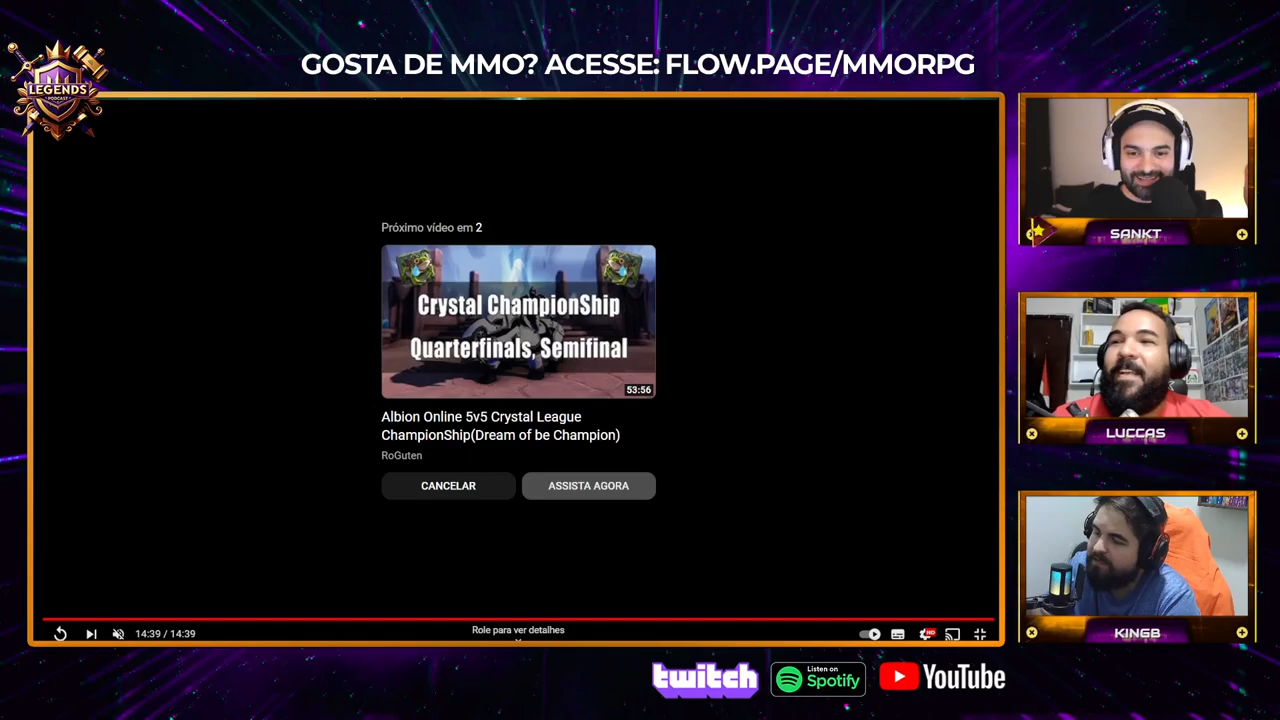 GOSTA DE MMO? ACESSE: FLOW.PAGE/MMORPG
LEGENDS
PODCAST
Próximo vídeo em 2
Crystal ChampionShip
Quarterfinals, Semifinal
53:56
Albion Online 5v5 Crystal League
ChampionShip(Dream of be Champion)
RoGuten
CANCELAR
ASSISTA AGORA
14:39 / 14:39
Role para ver detalhes
HD
SANKT
LUCCAS
KINGB
twitch
Listen on
Spotify
YouTube